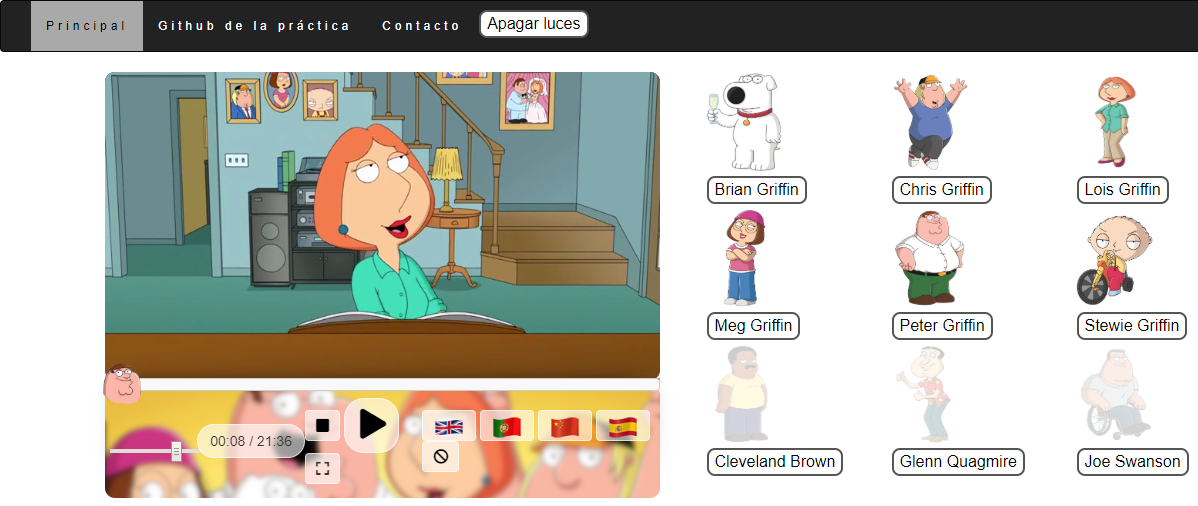 Principal Github de la práctica Contacto Apagar luces
Brian Griffin Chris Griffin Lois Griffin
Meg Griffin Peter Griffin Stewie Griffin
00:08 / 21:36
Cleveland Brown Glenn Quagmire Joe Swanson